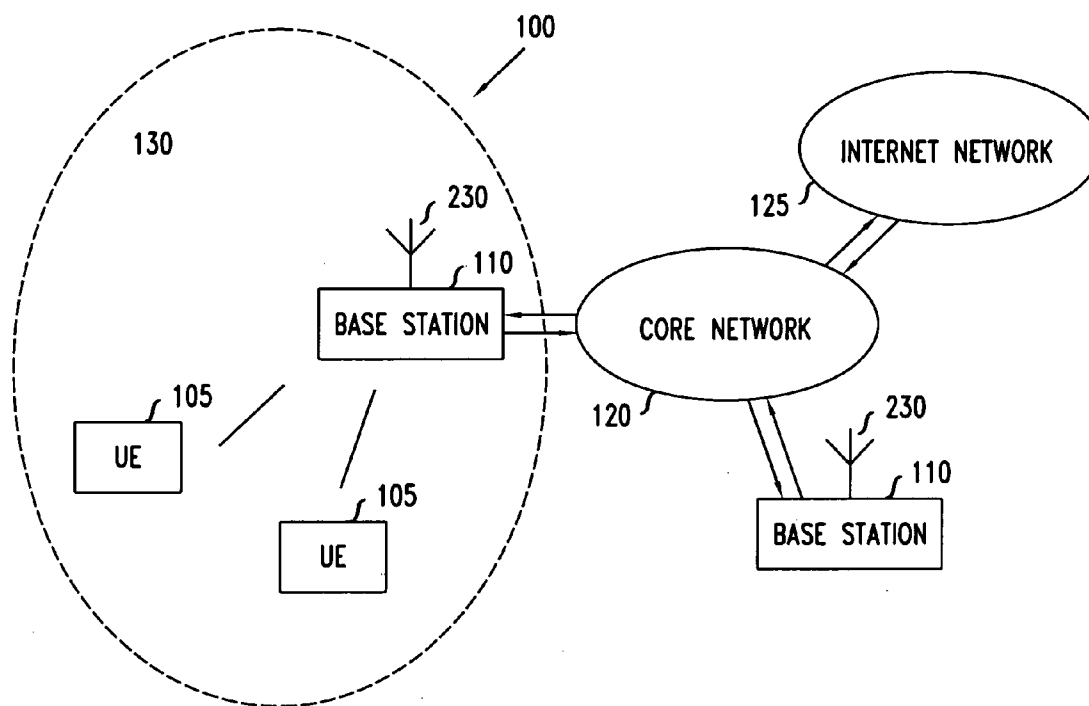 100
130
INTERNET NETWORK
125
230
110
BASE STATION
CORE NETWORK
120
105
UE
105
UE
230
110
BASE STATION